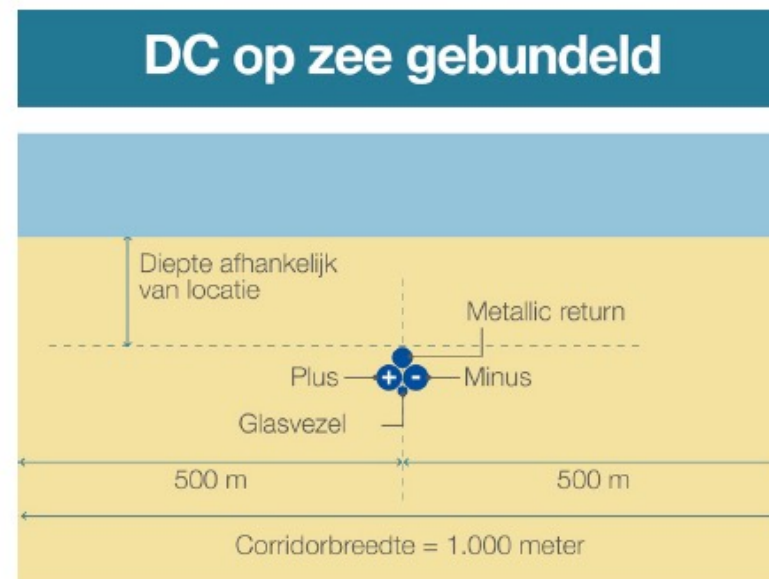 DC op zee gebundeld
Diepte afhankelijk
van locatie
Metallic return
Plus
+
-
Minus
Glasvezel
500 m
500 m
Corridorbreedte = 1.000 meter